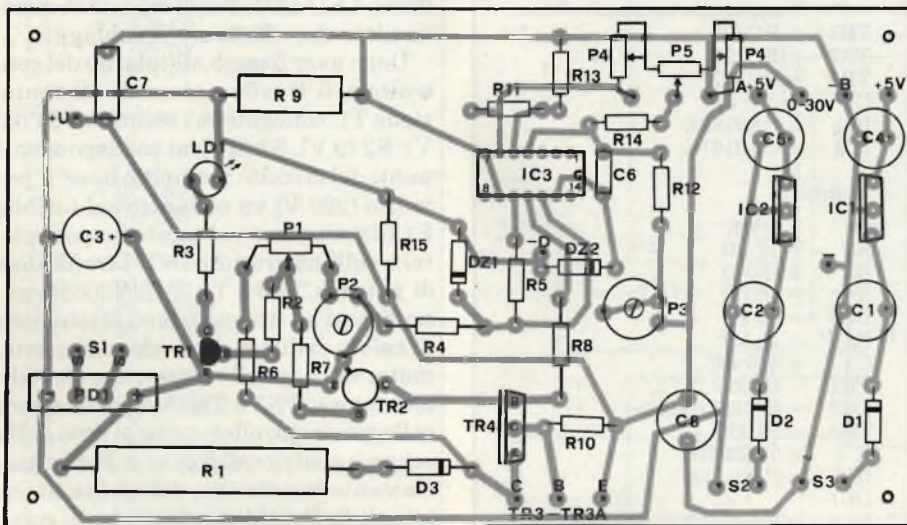 C7
+U
R9
R11
R13
P4
P5
P4
A+5V
0-30V
B
+5V
LD1
R14
C5
C4
IC3
8
14
C6
R12
IC2
IC1
C3+
R3
P1
R15
DZ1
-D
DZ2
R2
P2
R5
P3
C2
C1
S1
TR1
R4
R8
R6
R7
PD1
TR2
TR4
B
R10
C8
D2
D1
R1
D3
C
B
E
S2
S3
TR3-TR3A